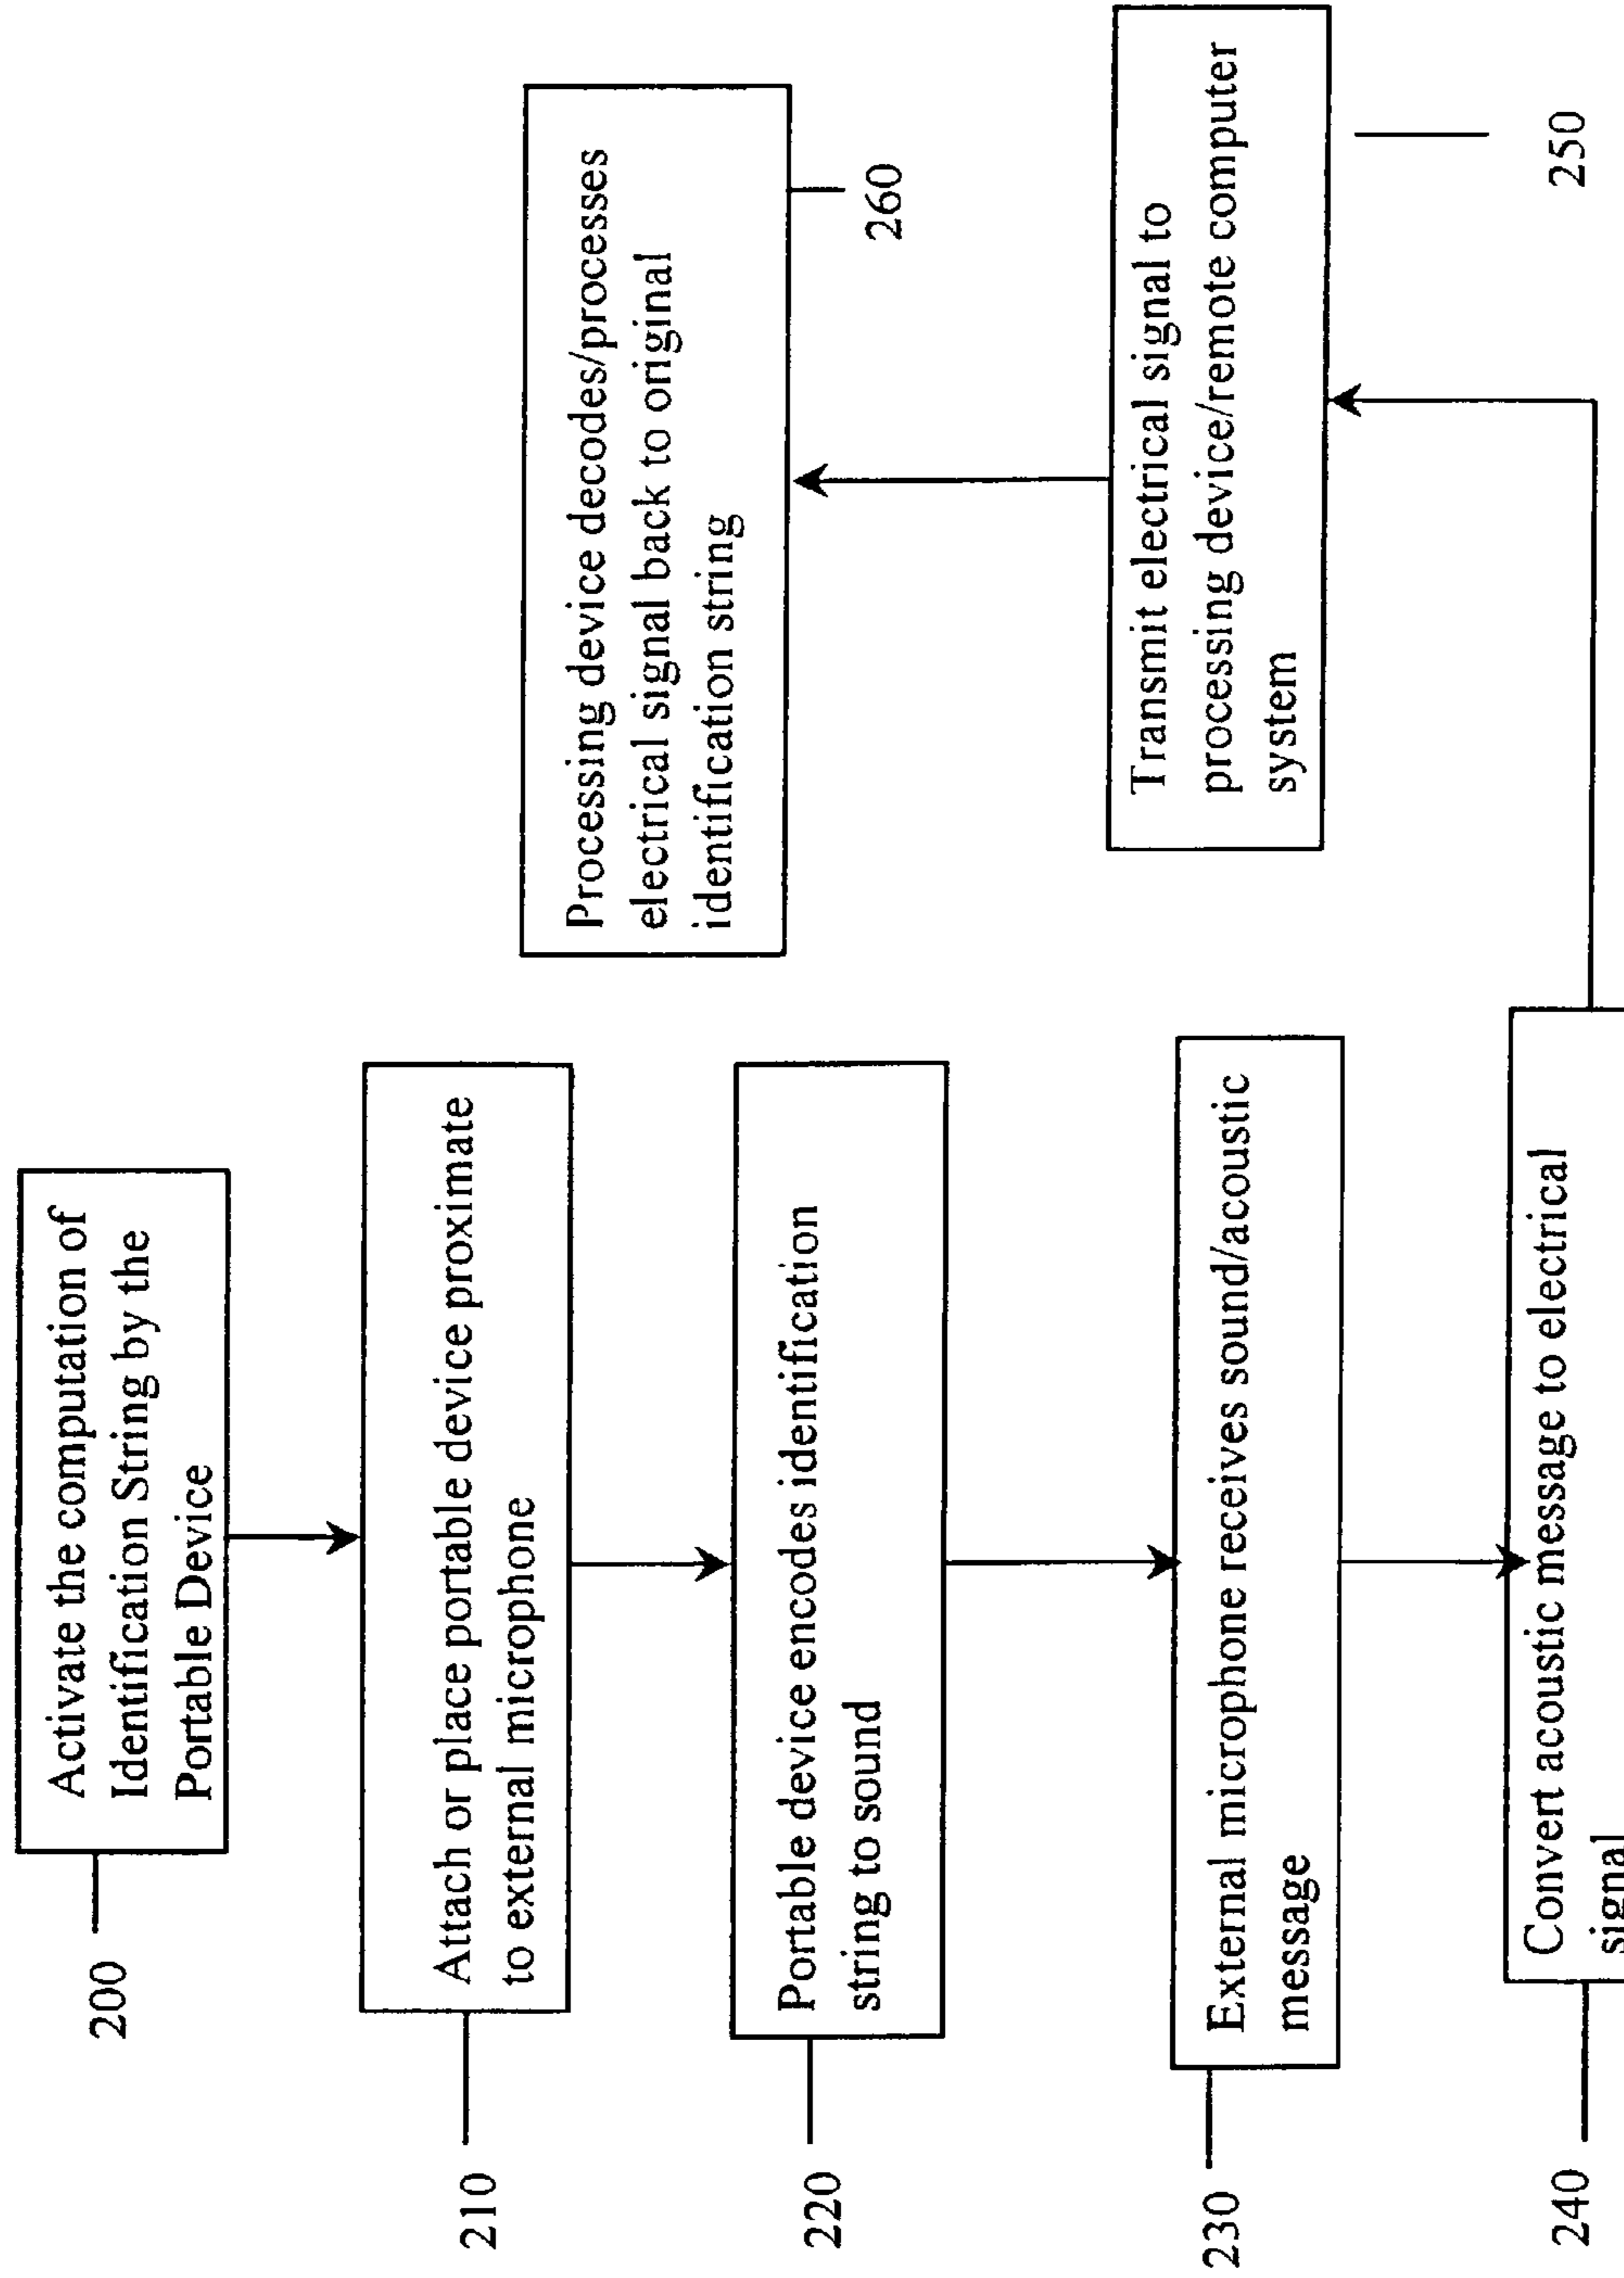 200
Activate the computation of
Identification String by the
Portable Device
210
Attach or place portable device proximate
to external microphone
220
Portable device encodes identification
string to sound
230
External microphone receives sound/acoustic
message
240
Convert acoustic message to electrical
signal
Transmit electrical signal to
processing device/remote computer
system
250
Processing device decodes/processes
electrical signal back to original
identification string
260